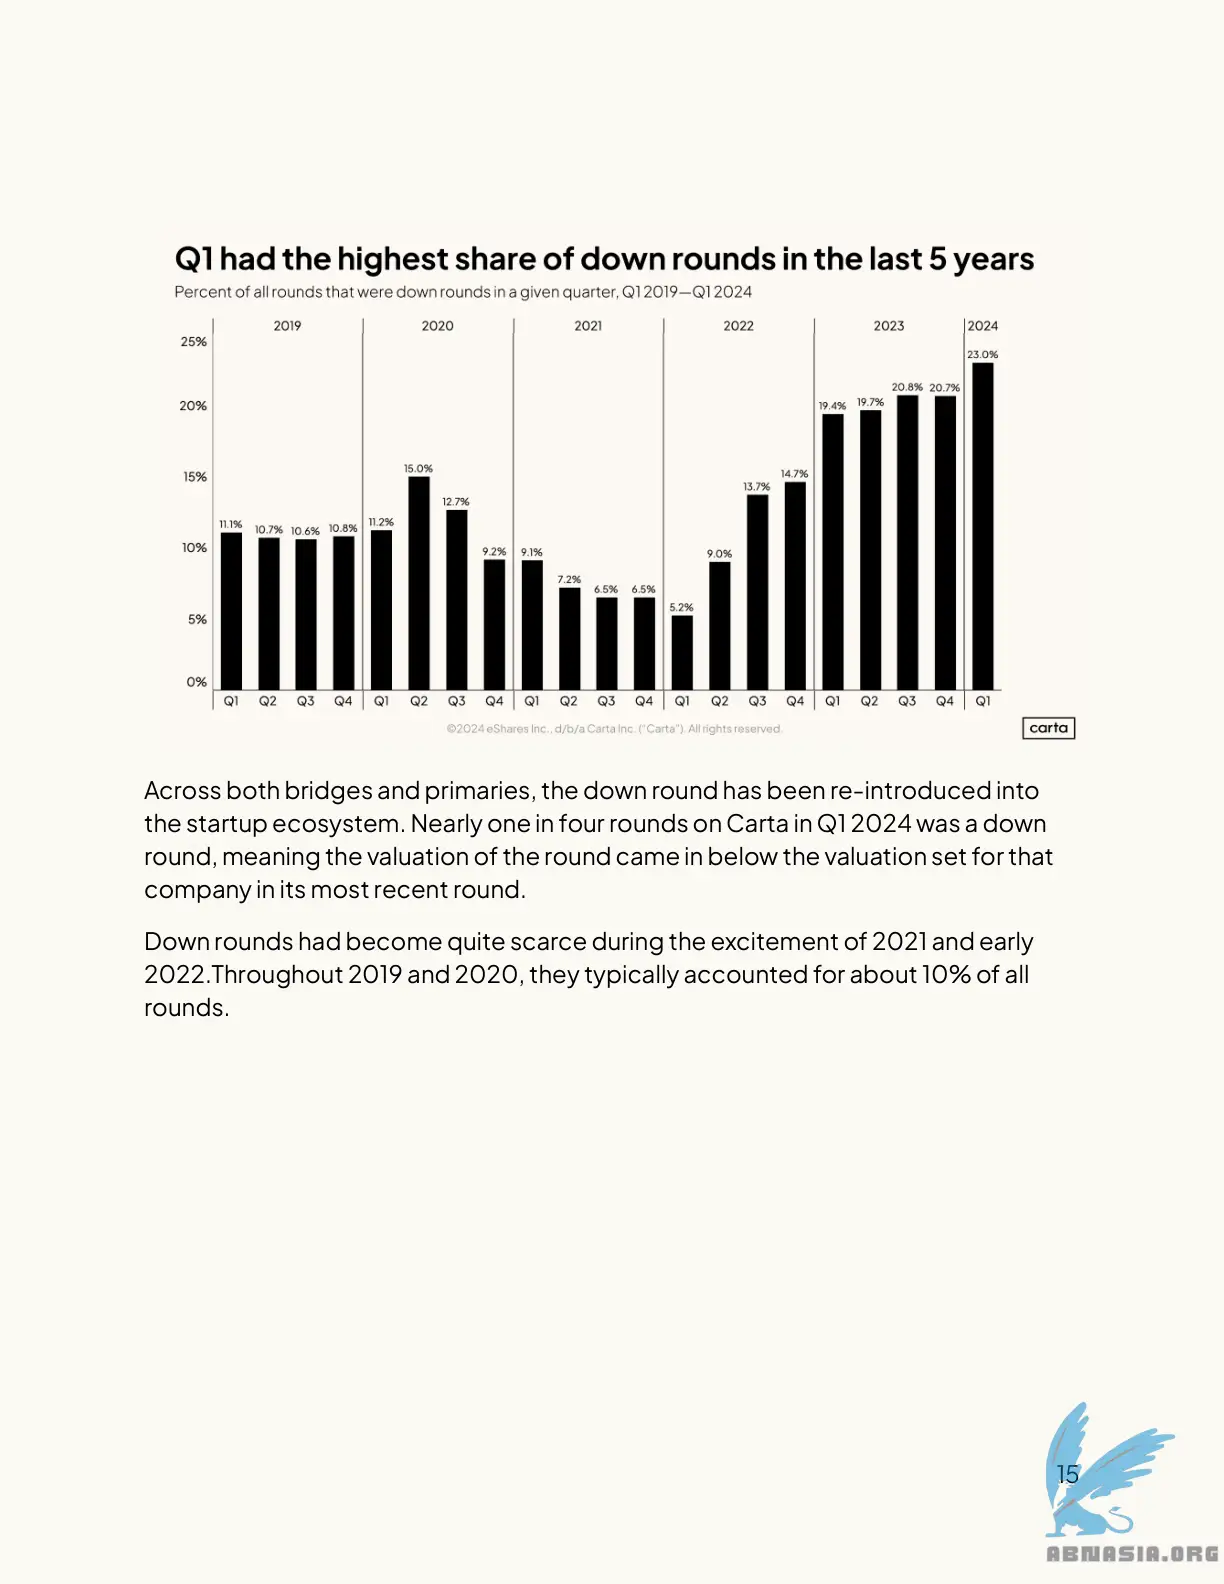 Q1 had the highest share of down rounds in the last 5 years
Percent of all rounds that were down rounds in a given quarter, Q1 2019—Q1 2024
2019 2020 2021 2022 2023 2024
25%
20%
15%
10%
5%
0%
11.1% 10.7% 10.6% 10.8% 11.2% 15.0% 12.7% 9.2% 9.1% 7.2% 6.5% 6.5% 5.2% 9.0% 13.7% 14.7% 19.4% 19.7% 20.8% 20.7% 23.0%
Q1 Q2 Q3 Q4 Q1 Q2 Q3 Q4 Q1 Q2 Q3 Q4 Q1 Q2 Q3 Q4 Q1 Q2 Q3 Q4 Q1
©2024 eShares Inc., d/b/a Carta Inc. ("Carta"). All rights reserved.
carta
Across both bridges and primaries, the down round has been re-introduced into
the startup ecosystem. Nearly one in four rounds on Carta in Q1 2024 was a down
round, meaning the valuation of the round came in below the valuation set for that
company in its most recent round.
Down rounds had become quite scarce during the excitement of 2021 and early
2022.Throughout 2019 and 2020, they typically accounted for about 10% of all
rounds.
15
ABNASIA.ORG